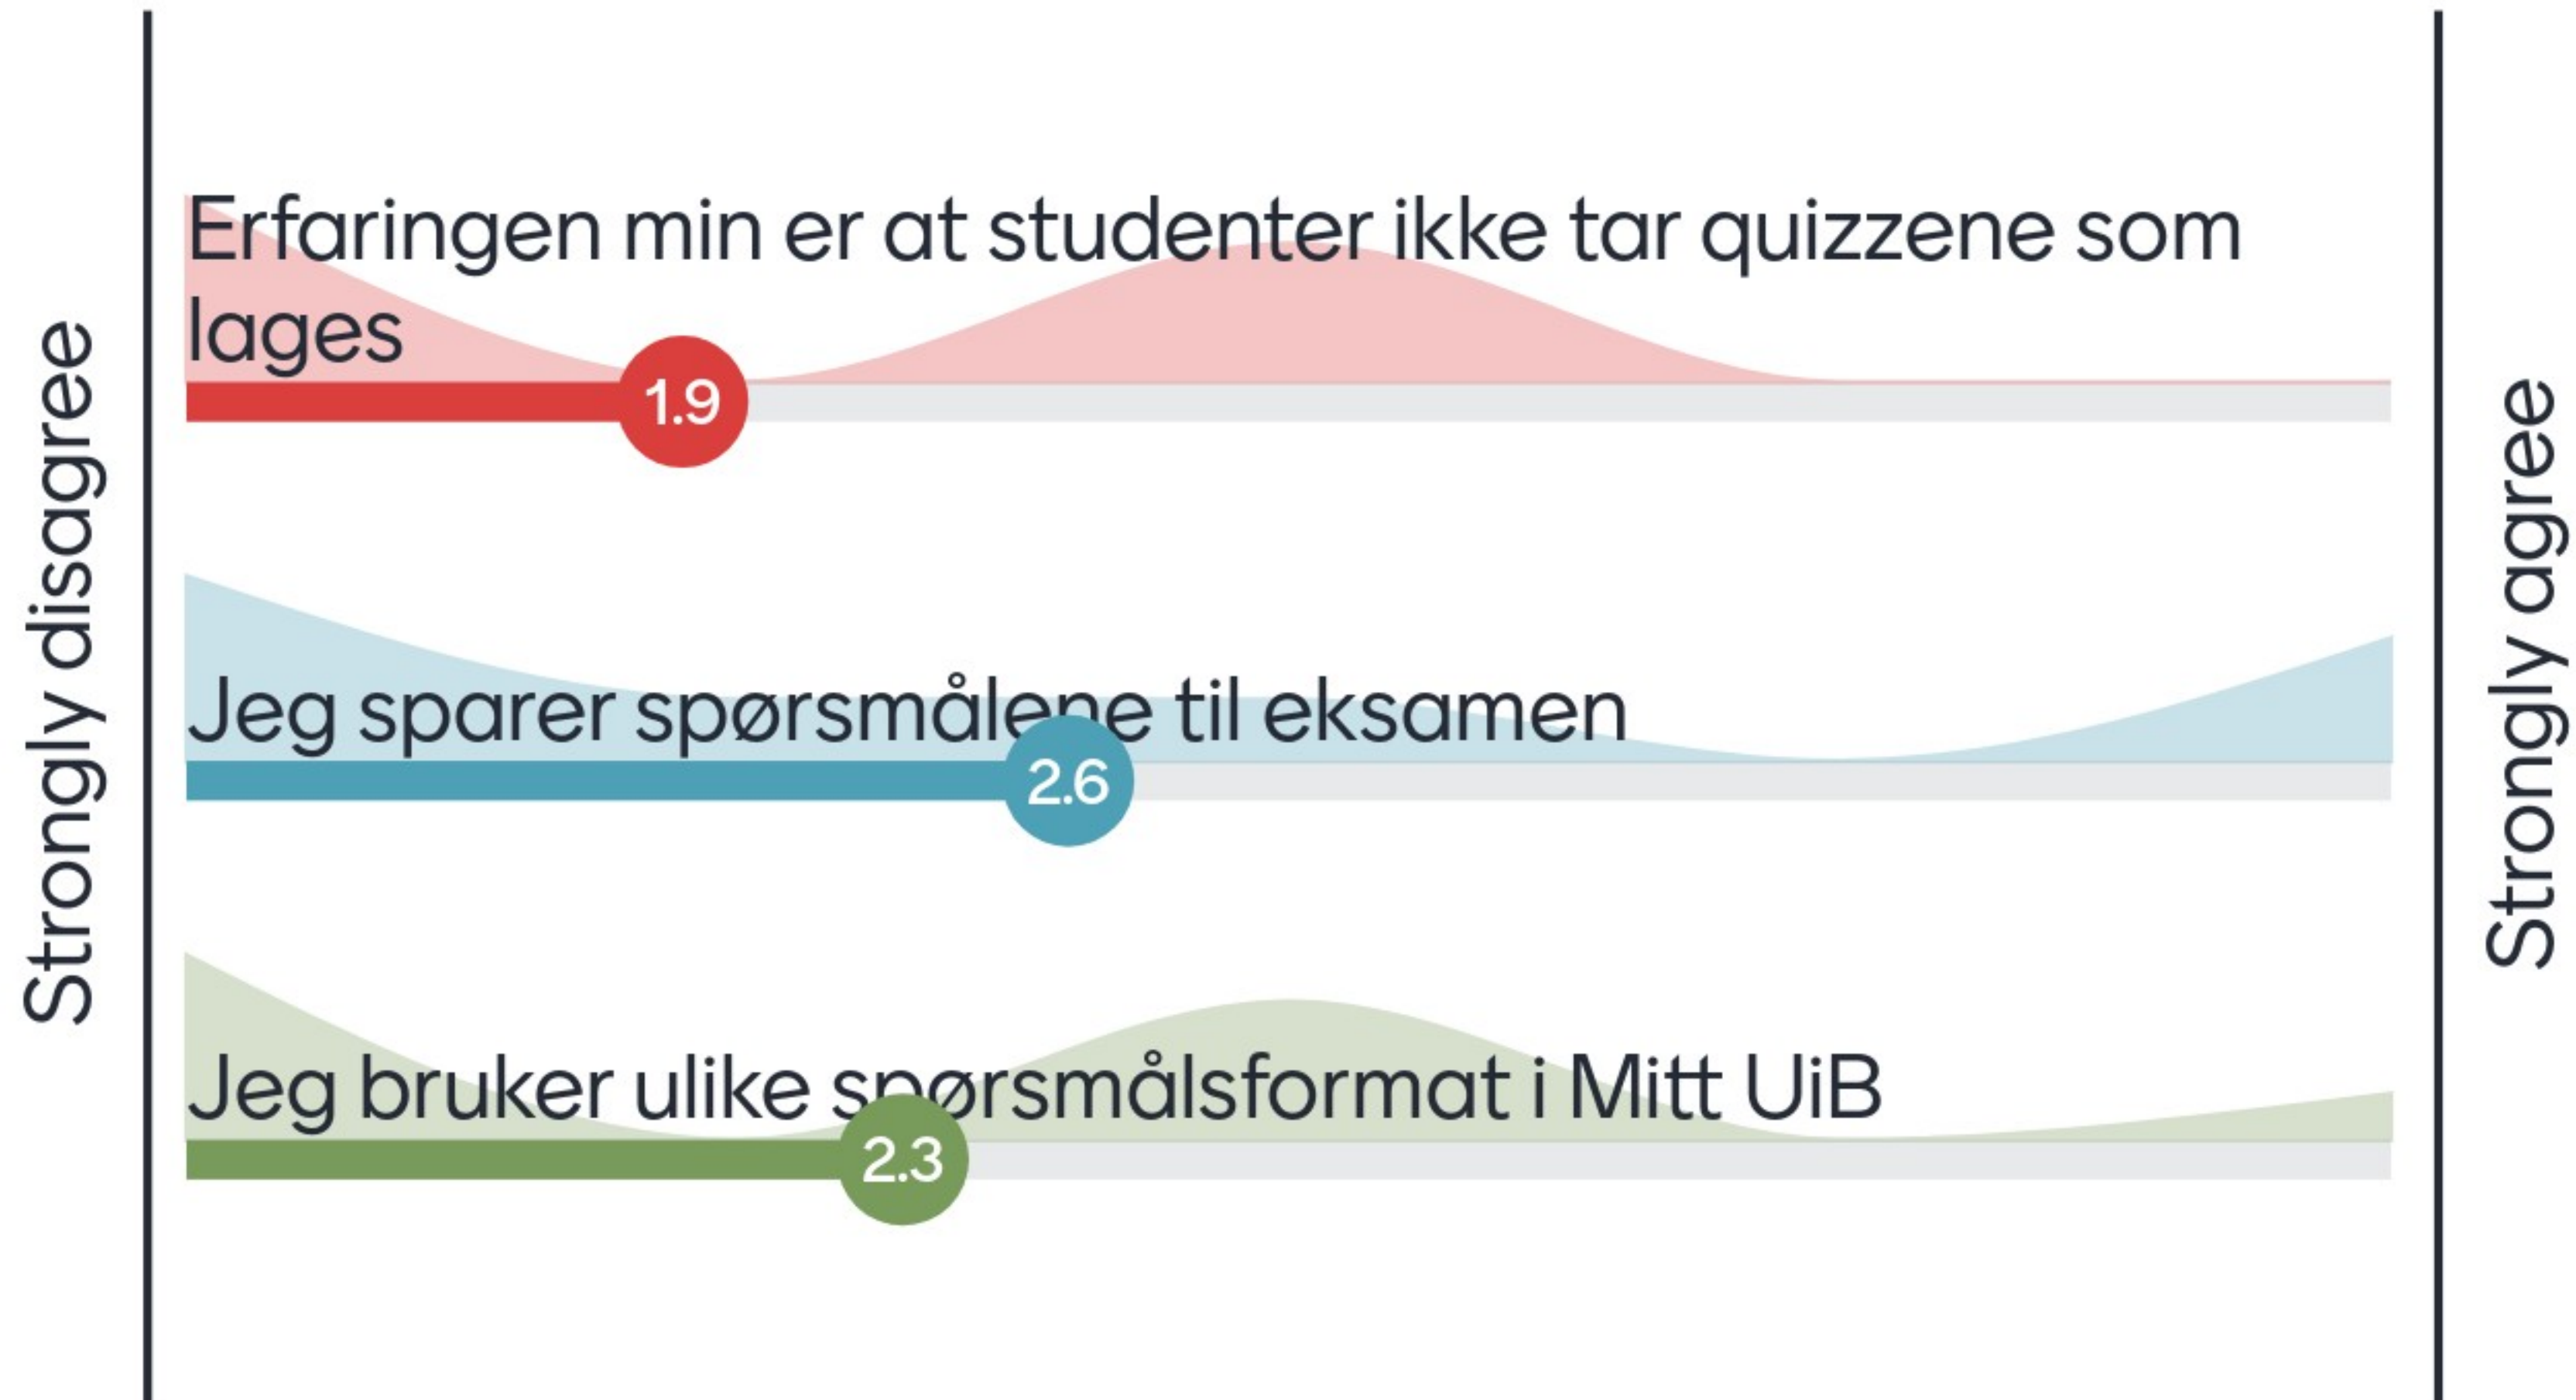 Strongly disagree
Erfaringen min er at studenter ikke tar quizzene som
lages
1.9
Jeg sparer spørsmålene til eksamen
2.6
Jeg bruker ulike spørsmålsformat i Mitt UiB
2.3
Strongly agree